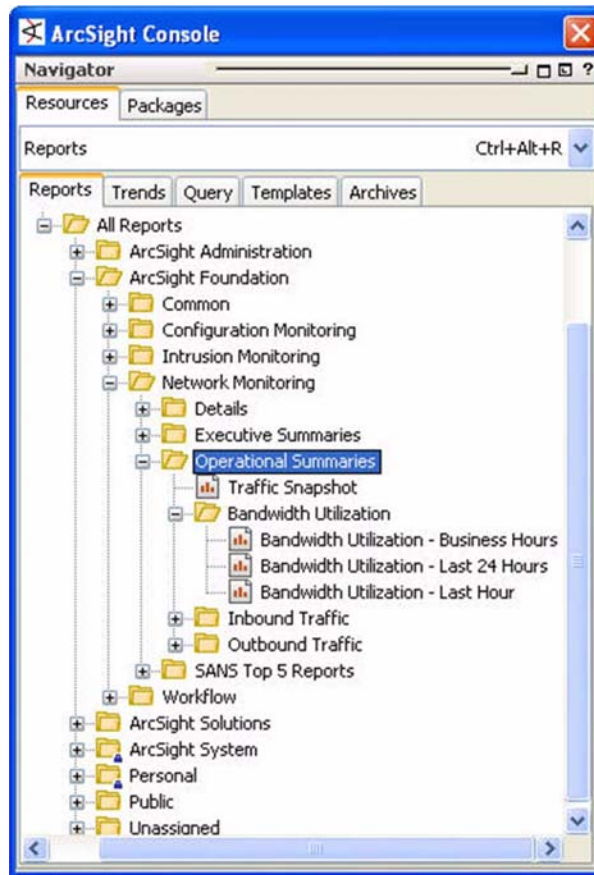 ArcSight Console
Navigator
?
Resources Packages
Reports Ctrl+Alt+R
Reports Trends Query Templates Archives
All Reports
ArcSight Administration
ArcSight Foundation
Common
Configuration Monitoring
Intrusion Monitoring
Network Monitoring
Details
Executive Summaries
Operational Summaries
Traffic Snapshot
Bandwidth Utilization
Bandwidth Utilization - Business Hours
Bandwidth Utilization - Last 24 Hours
Bandwidth Utilization - Last Hour
Inbound Traffic
Outbound Traffic
SANS Top 5 Reports
Workflow
ArcSight Solutions
ArcSight System
Personal
Public
Unassigned